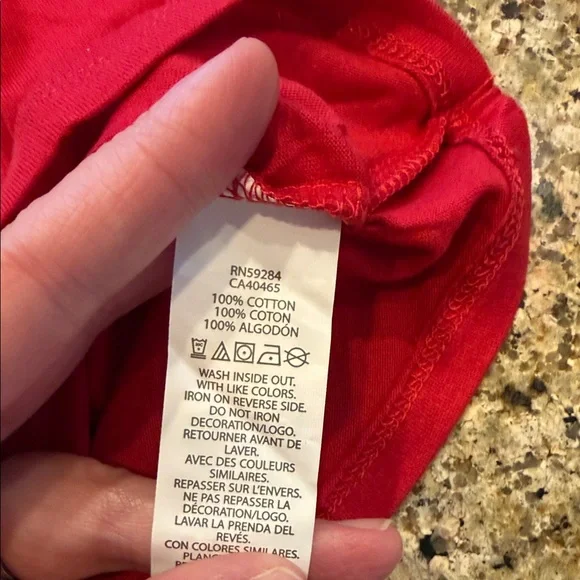 RN59284
CA40465
100% COTTON
100% COTON
100% ALGODÓN
WASH INSIDE OUT.
WITH LIKE COLORS.
IRON ON REVERSE SIDE.
DO NOT IRON
DECORATION/LOGO.
RETOURNER AVANT DE
LAVER.
AVEC DES COULEURS
SIMILAIRES.
REPASSER SUR L'ENVERS.
NE PAS REPASSER LA
DÉCORATION/LOGO.
LAVAR LA PRENDA DEL
REVÉS.
CON COLORES SIMILARES.